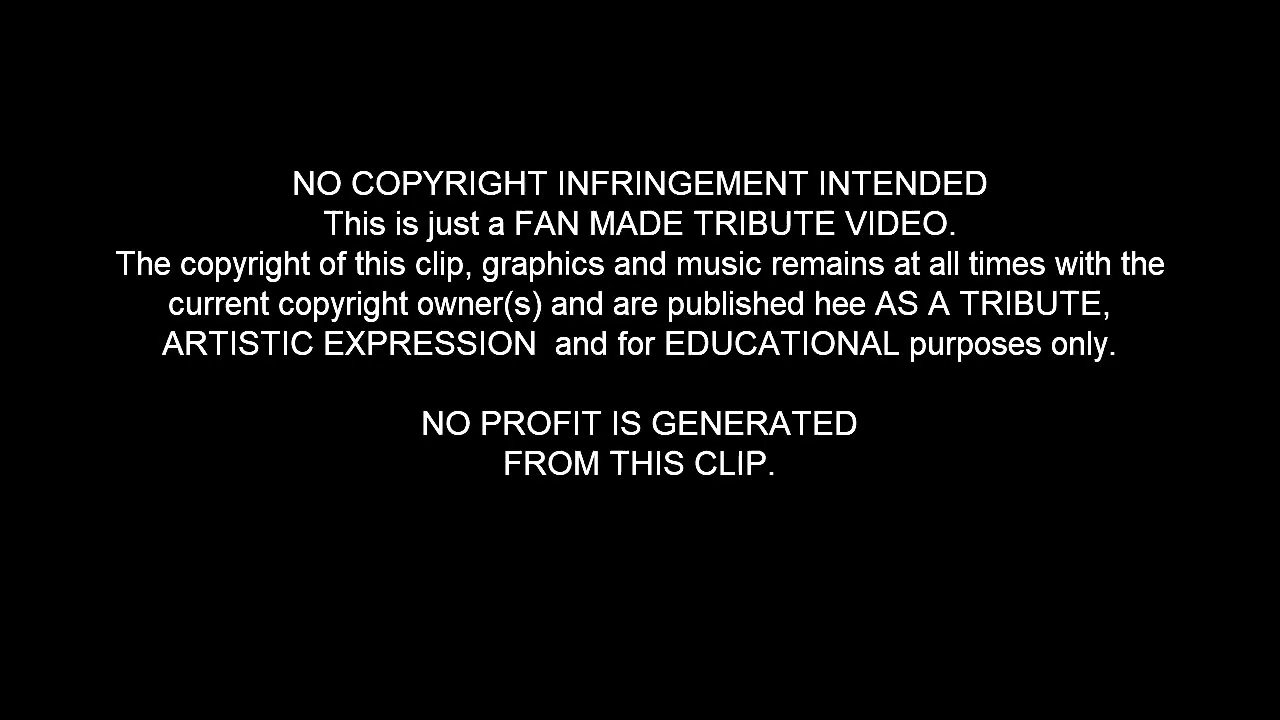 NO COPYRIGHT INFRINGEMENT INTENDED
This is just a FAN MADE TRIBUTE VIDEO.
The copyright of this clip, graphics and music remains at all times with the
current copyright owner(s) and are published hee AS A TRIBUTE,
ARTISTIC EXPRESSION  and for EDUCATIONAL purposes only.
NO PROFIT IS GENERATED
FROM THIS CLIP.